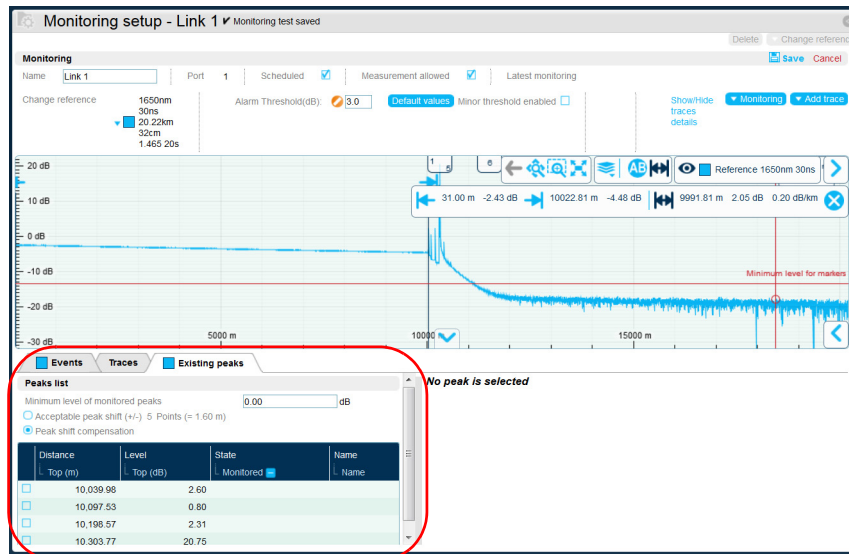 Monitoring setup - Link 1 ✔ Monitoring test saved
Delete Change reference
Monitoring Save Cancel
Name Link 1 Port 1 Scheduled Measurement allowed Latest monitoring
Change reference
1650nm
30ns
20.22km
32cm
1.465 20s
Alarm Threshold(dB): 3.0 Default values Minor threshold enabled
Show/Hide
traces
details
Monitoring Add trace
20 dB
10 dB
0 dB
-10 dB
-20 dB
-30 dB
1 5 6
AB Reference 1650nm 30ns
31.00 m -2.43 dB 10022.81 m -4.48 dB 9991.81 m 2.05 dB 0.20 dB/km
Minimum level for markers
5000 m 10000 15000 m
Events Traces Existing peaks
Peaks list
No peak is selected
Minimum level of monitored peaks 0.00 dB
Acceptable peak shift (+/-) 5 Points (= 1.60 m)
Peak shift compensation
Distance Level State Name
Top (m) Top (dB) Monitored Name
10,039.98 2.60
10,097.53 0.80
10,198.57 2.31
10,303.77 20.75